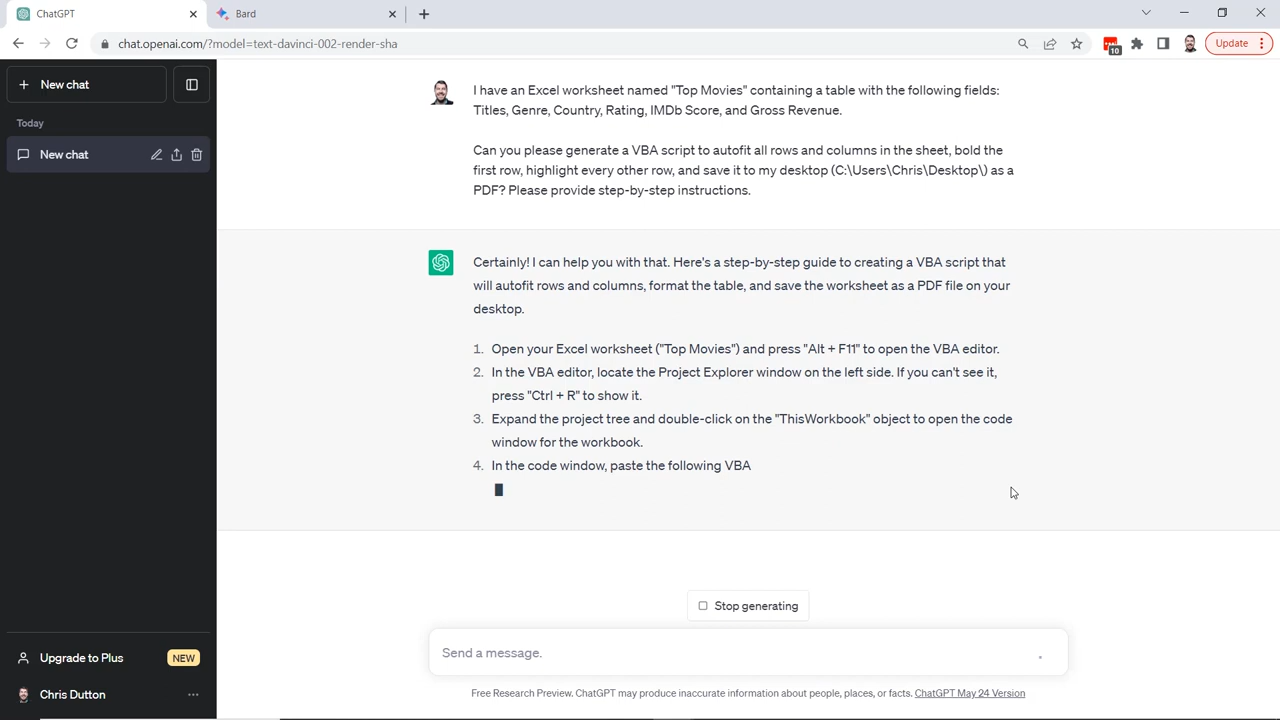 ChatGPT
Bard
chat.openai.com/?model=text-davinci-002-render-sha
10
Update
New chat
Today
New chat
I have an Excel worksheet named "Top Movies" containing a table with the following fields:
Titles, Genre, Country, Rating, IMDb Score, and Gross Revenue.
Can you please generate a VBA script to autofit all rows and columns in the sheet, bold the
first row, highlight every other row, and save it to my desktop (C:\Users\Chris\Desktop\) as a
PDF? Please provide step-by-step instructions.
Certainly! I can help you with that. Here's a step-by-step guide to creating a VBA script that
will autofit rows and columns, format the table, and save the worksheet as a PDF file on your
desktop.
1. Open your Excel worksheet ("Top Movies") and press "Alt + F11" to open the VBA editor.
2. In the VBA editor, locate the Project Explorer window on the left side. If you can't see it,
press "Ctrl + R" to show it.
3. Expand the project tree and double-click on the "ThisWorkbook" object to open the code
window for the workbook.
4. In the code window, paste the following VBA
Stop generating
Send a message.
Upgrade to Plus NEW
Chris Dutton
Free Research Preview. ChatGPT may produce inaccurate information about people, places, or facts. ChatGPT May 24 Version